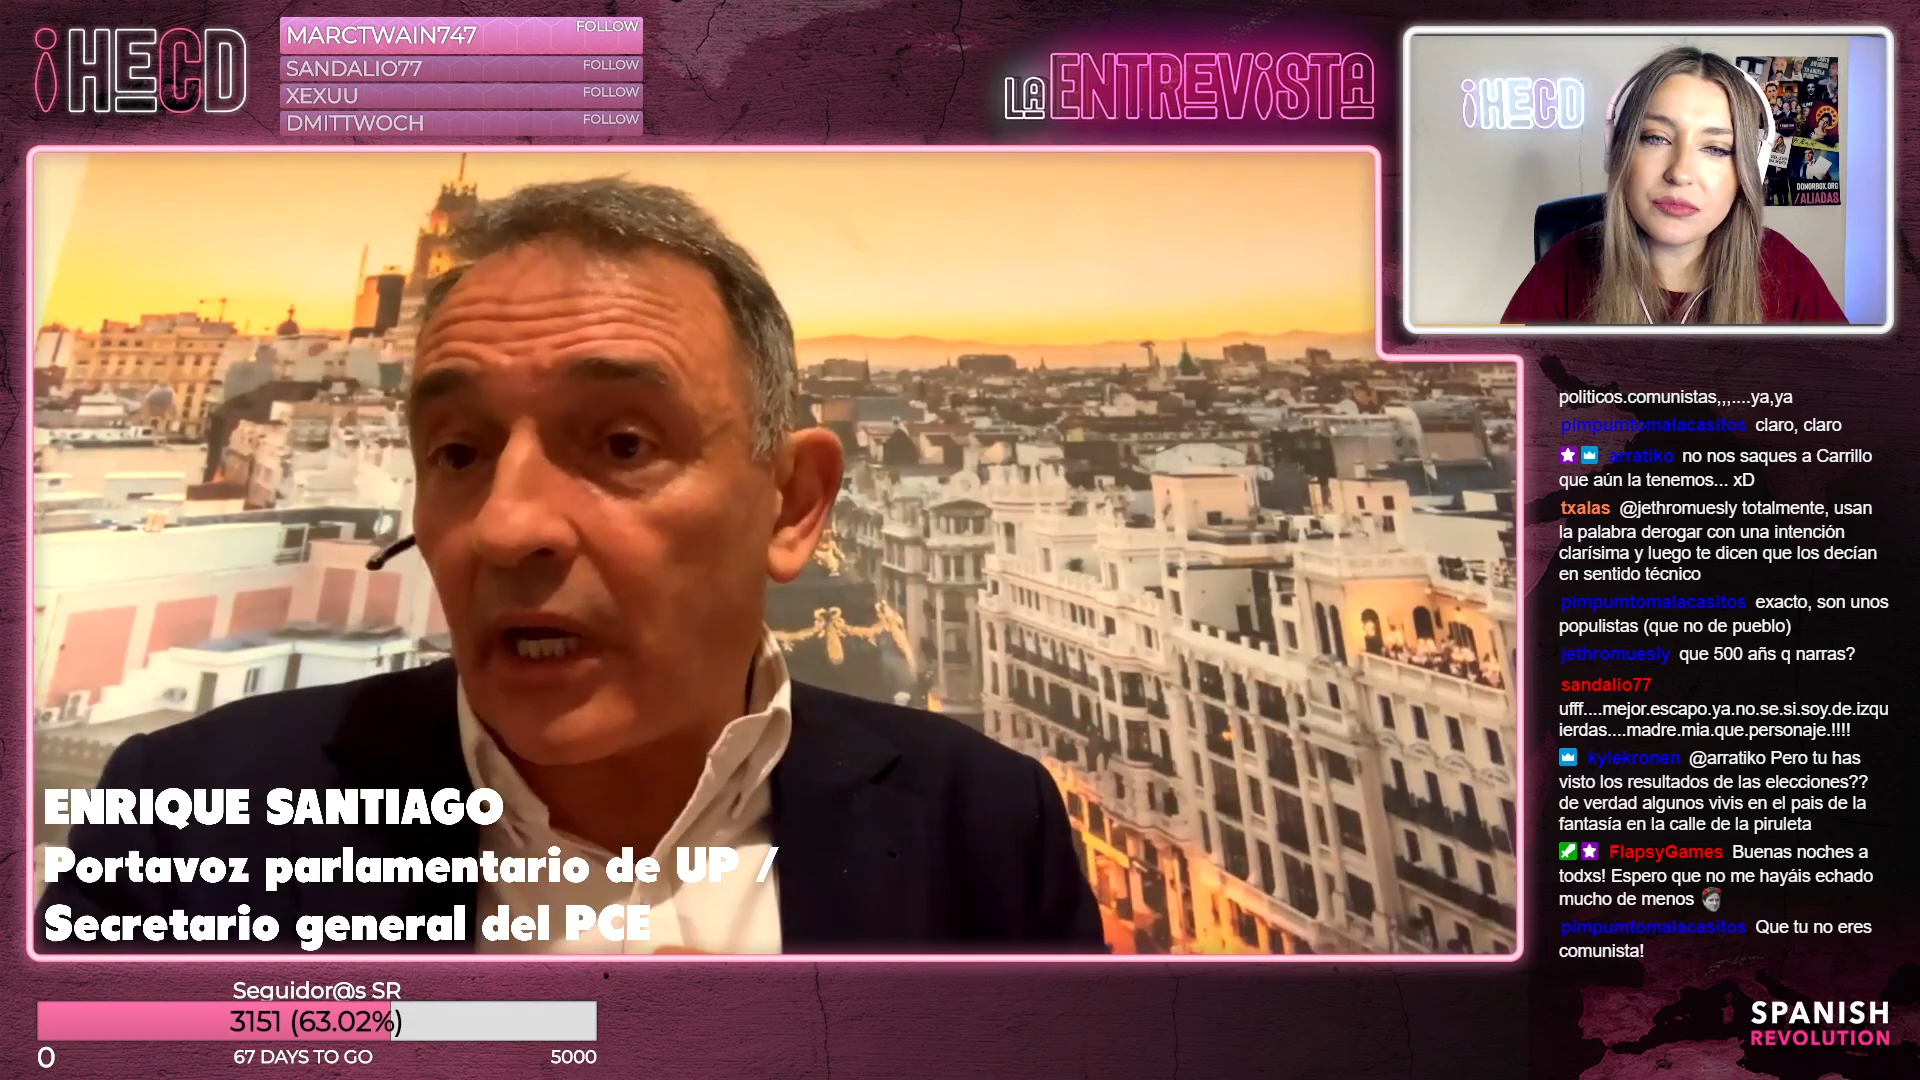 iHECD
MARCTWAIN747 FOLLOW
SANDALIO77 FOLLOW
XEXUU FOLLOW
DMITTWOCH FOLLOW
LA ENTREVISTA
iHECD
DONORBOX.ORG
/ALIADAS
politicos.comunistas,,,....ya,ya
pimpumtomalacasitos claro, claro
arratiko no nos saques a Carrillo
que aún la tenemos... xD
txalas @jethromuesly totalmente, usan
la palabra derogar con una intención
clarísima y luego te dicen que los decían
en sentido técnico
pimpumtomalacasitos exacto, son unos
populistas (que no de pueblo)
jethromuesly que 500 añs q narras?
sandalio77
ufff....mejor.escapo.ya.no.se.si.soy.de.izqu
ierdas....madre.mia.que.personaje.!!!!
kylekronen @arratiko Pero tu has
visto los resultados de las elecciones??
de verdad algunos vivis en el pais de la
fantasía en la calle de la piruleta
FlapsyGames Buenas noches a
todxs! Espero que no me hayáis echado
mucho de menos
pimpumtomalacasitos Que tu no eres
comunista!
ENRIQUE SANTIAGO
Portavoz parlamentario de UP /
Secretario general del PCE
Seguidor@s SR
3151 (63.02%)
0 67 DAYS TO GO 5000
SPANISH
REVOLUTION